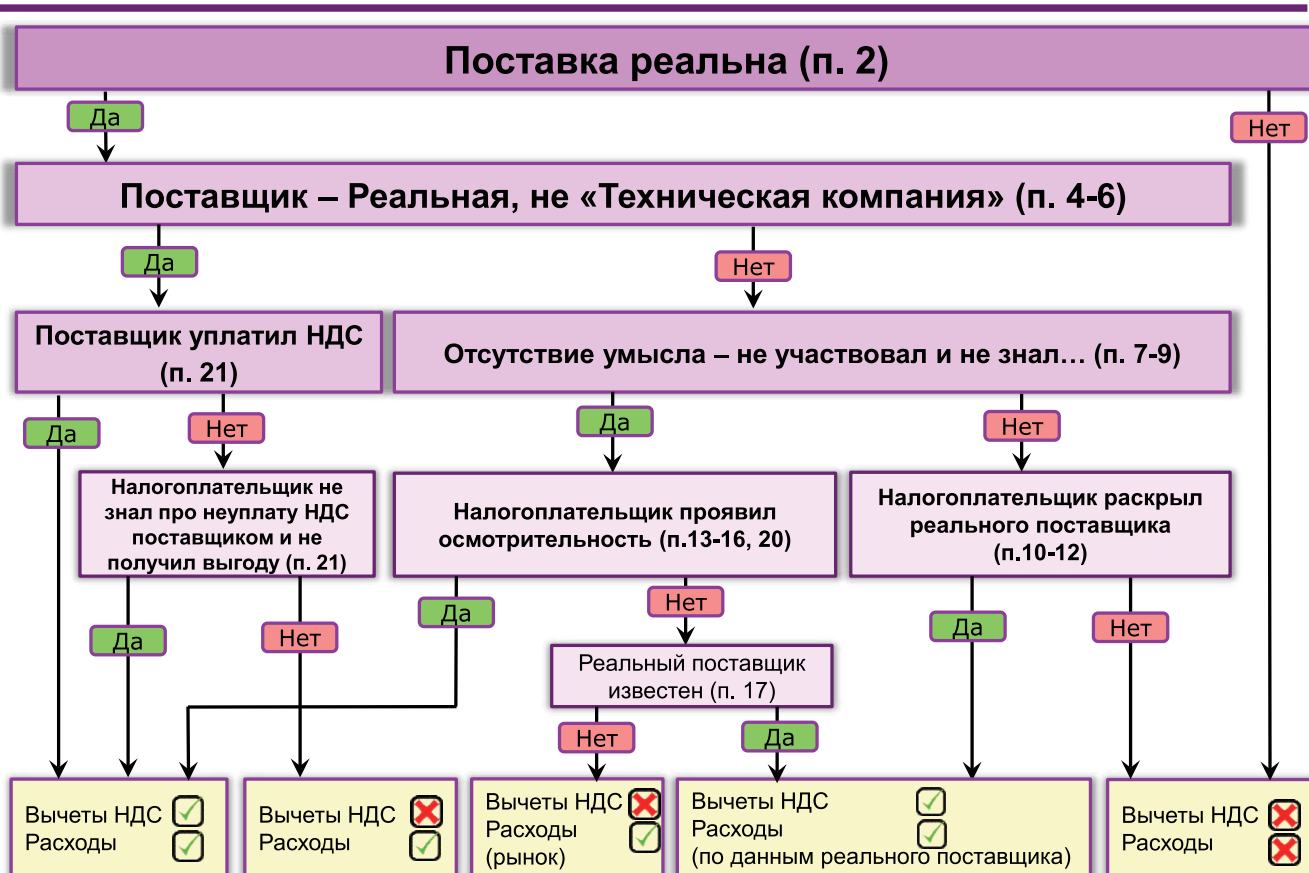 Поставка реальна (п. 2)
Да
Нет
Поставщик – Реальная, не «Техническая компания» (п. 4-6)
Да
Нет
Поставщик уплатил НДС
(п. 21)
Отсутствие умысла – не участвовал и не знал… (п. 7-9)
Да
Нет
Да
Нет
Налогоплательщик не
знал про неуплату НДС
поставщиком и не
получил выгоду (п. 21)
Налогоплательщик проявил
осмотрительность (п.13-16, 20)
Налогоплательщик раскрыл
реального поставщика
(п.10-12)
Да
Нет
Да
Нет
Да
Нет
Реальный поставщик
известен (п. 17)
Нет
Да
Вычеты НДС
Расходы
Вычеты НДС
Расходы
Вычеты НДС
Расходы
(рынок)
Вычеты НДС
Расходы
(по данным реального поставщика)
Вычеты НДС
Расходы